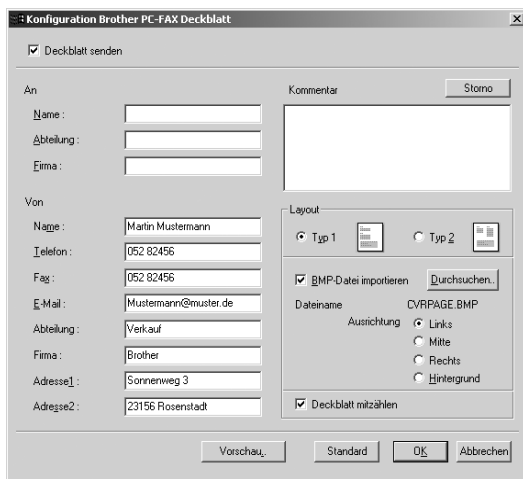 Konfiguration Brother PC-FAX Deckblatt
Deckblatt senden
An
Name :
Abteilung :
Firma :
Kommentar
Storno
Von
Name : Martin Mustermann
Telefon : 052 82456
Fax : 052 82456
E-Mail : Mustermann@muster.de
Abteilung : Verkauf
Firma : Brother
Adresse1 : Sonnenweg 3
Adresse2 : 23156 Rosenstadt
Layout
Typ 1
Typ 2
BMP-Datei importieren
Durchsuchen..
Dateiname CVRPAGE.BMP
Ausrichtung
Links
Mitte
Rechts
Hintergrund
Deckblatt mitzählen
Vorschau..
Standard
OK
Abbrechen